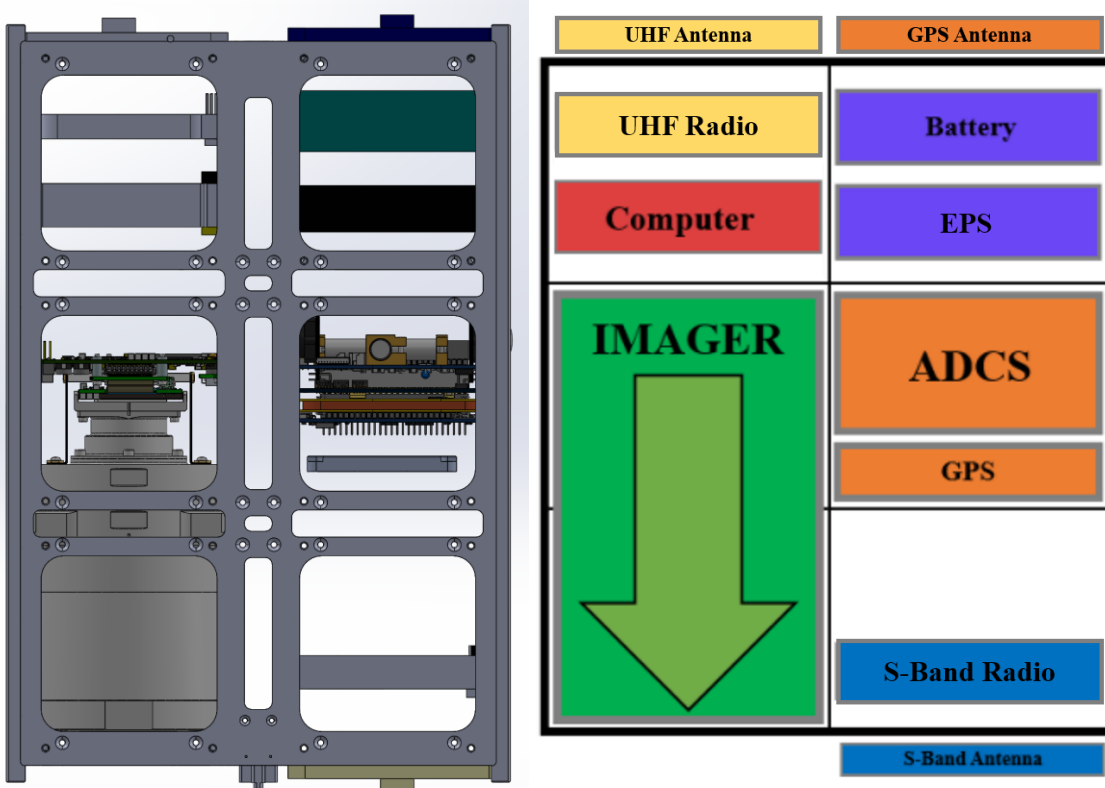 UHF Antenna
GPS Antenna
UHF Radio
Battery
Computer
EPS
IMAGER
ADCS
GPS
S-Band Radio
S-Band Antenna